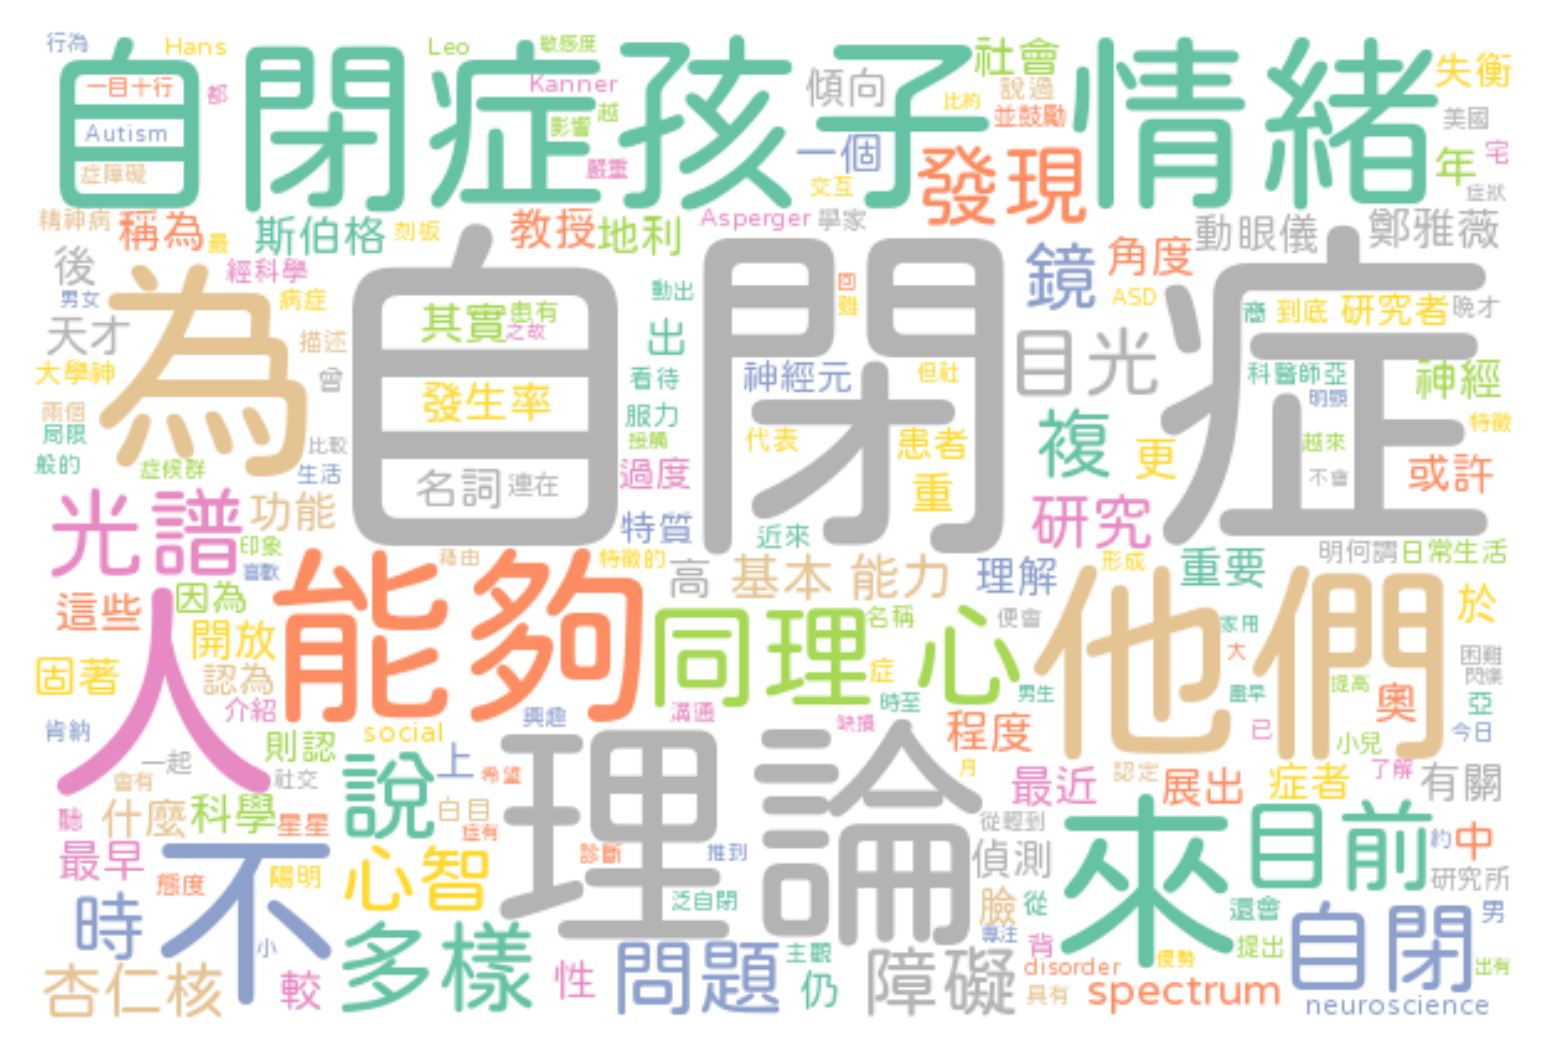 行為
Hans
Leo
敏感度
自閉症孩子情緒
一目十行
都
Autism
症障礙
Kanner
越
影響
嚴重
傾向
社會
說過
比約
並鼓勵
一個
交互
發現
失衡
美國
年
宅
症狀
精神病
稱為
最
斯伯格
刻板
教授
地利
Asperger
學家
動眼儀
鄭雅薇
後
經科學
男女
病症
天才
描述
大學神
曾
兩個
局限
比較
般的
症候群
生活
為
自閉症
其實
患有
之故
發生率
名詞
連在
動出
出
看待
服力
接觸
過度
特質
回
難
神經元
但社
代表
患者
重
近來
鏡
角度
ASD
目光
複
更
研究
裔
到底
研究者
晚才
科醫師亞
神經
明顯
特徵
越來
不會
或許
光譜
功能
印象
喜歡
藉由
特徵的
高
基本
能力
理解
形成
重要
明何謂
日常生活
這些
因為
開放
固著
認為
介紹
人
能夠
同理心
名稱
便會
症
時至
男生
他們
家用
大
盡早
提高
於
困難
閃爍
奧
亞
肯納
則認
social
興趣
溝通
缺損
程度
已
小兒
今日
一起
會有
社交
說
上
希望
理論
月
最近
認定
展出
症者
了解
有關
聽
什麼
科學
星星
白目
症有
從輕到
來
目前
約
中
最早
態度
不
陽明
心智
診斷
推到
偵測
研究所
時
小
泛自閉
臉
從
專注
還會
自閉
男
杏仁核
較
多樣
性
問題
主觀
仍
障礙
背
disorder
優勢
提出
具有
spectrum
出有
neuroscience